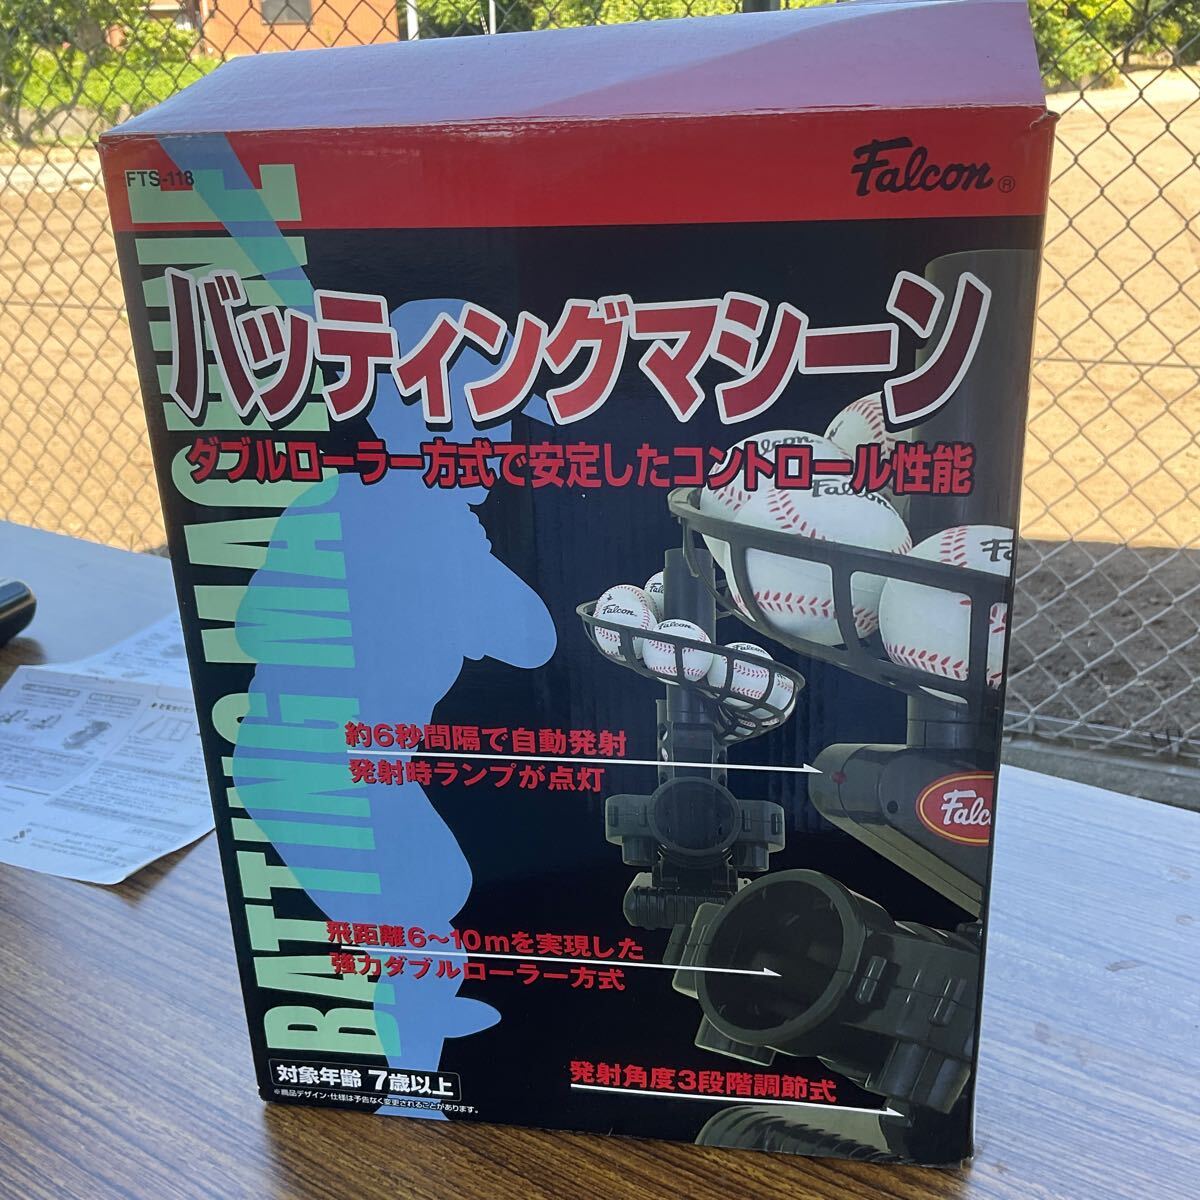 FTS-118
Falcon®
BATTING MACHINE
バッティングマシーン
ダブルローラー方式で安定したコントロール性能
Falcon
Falcon
Falcon
Falcon
Falcon
約6秒間隔で自動発射
発射時ランプが点灯
Falc
飛距離6〜10mを実現した
強力ダブルローラー方式
発射角度3段階調節式
対象年齢 7歳以上
※商品デザイン・仕様は予告なく変更されることがあります。